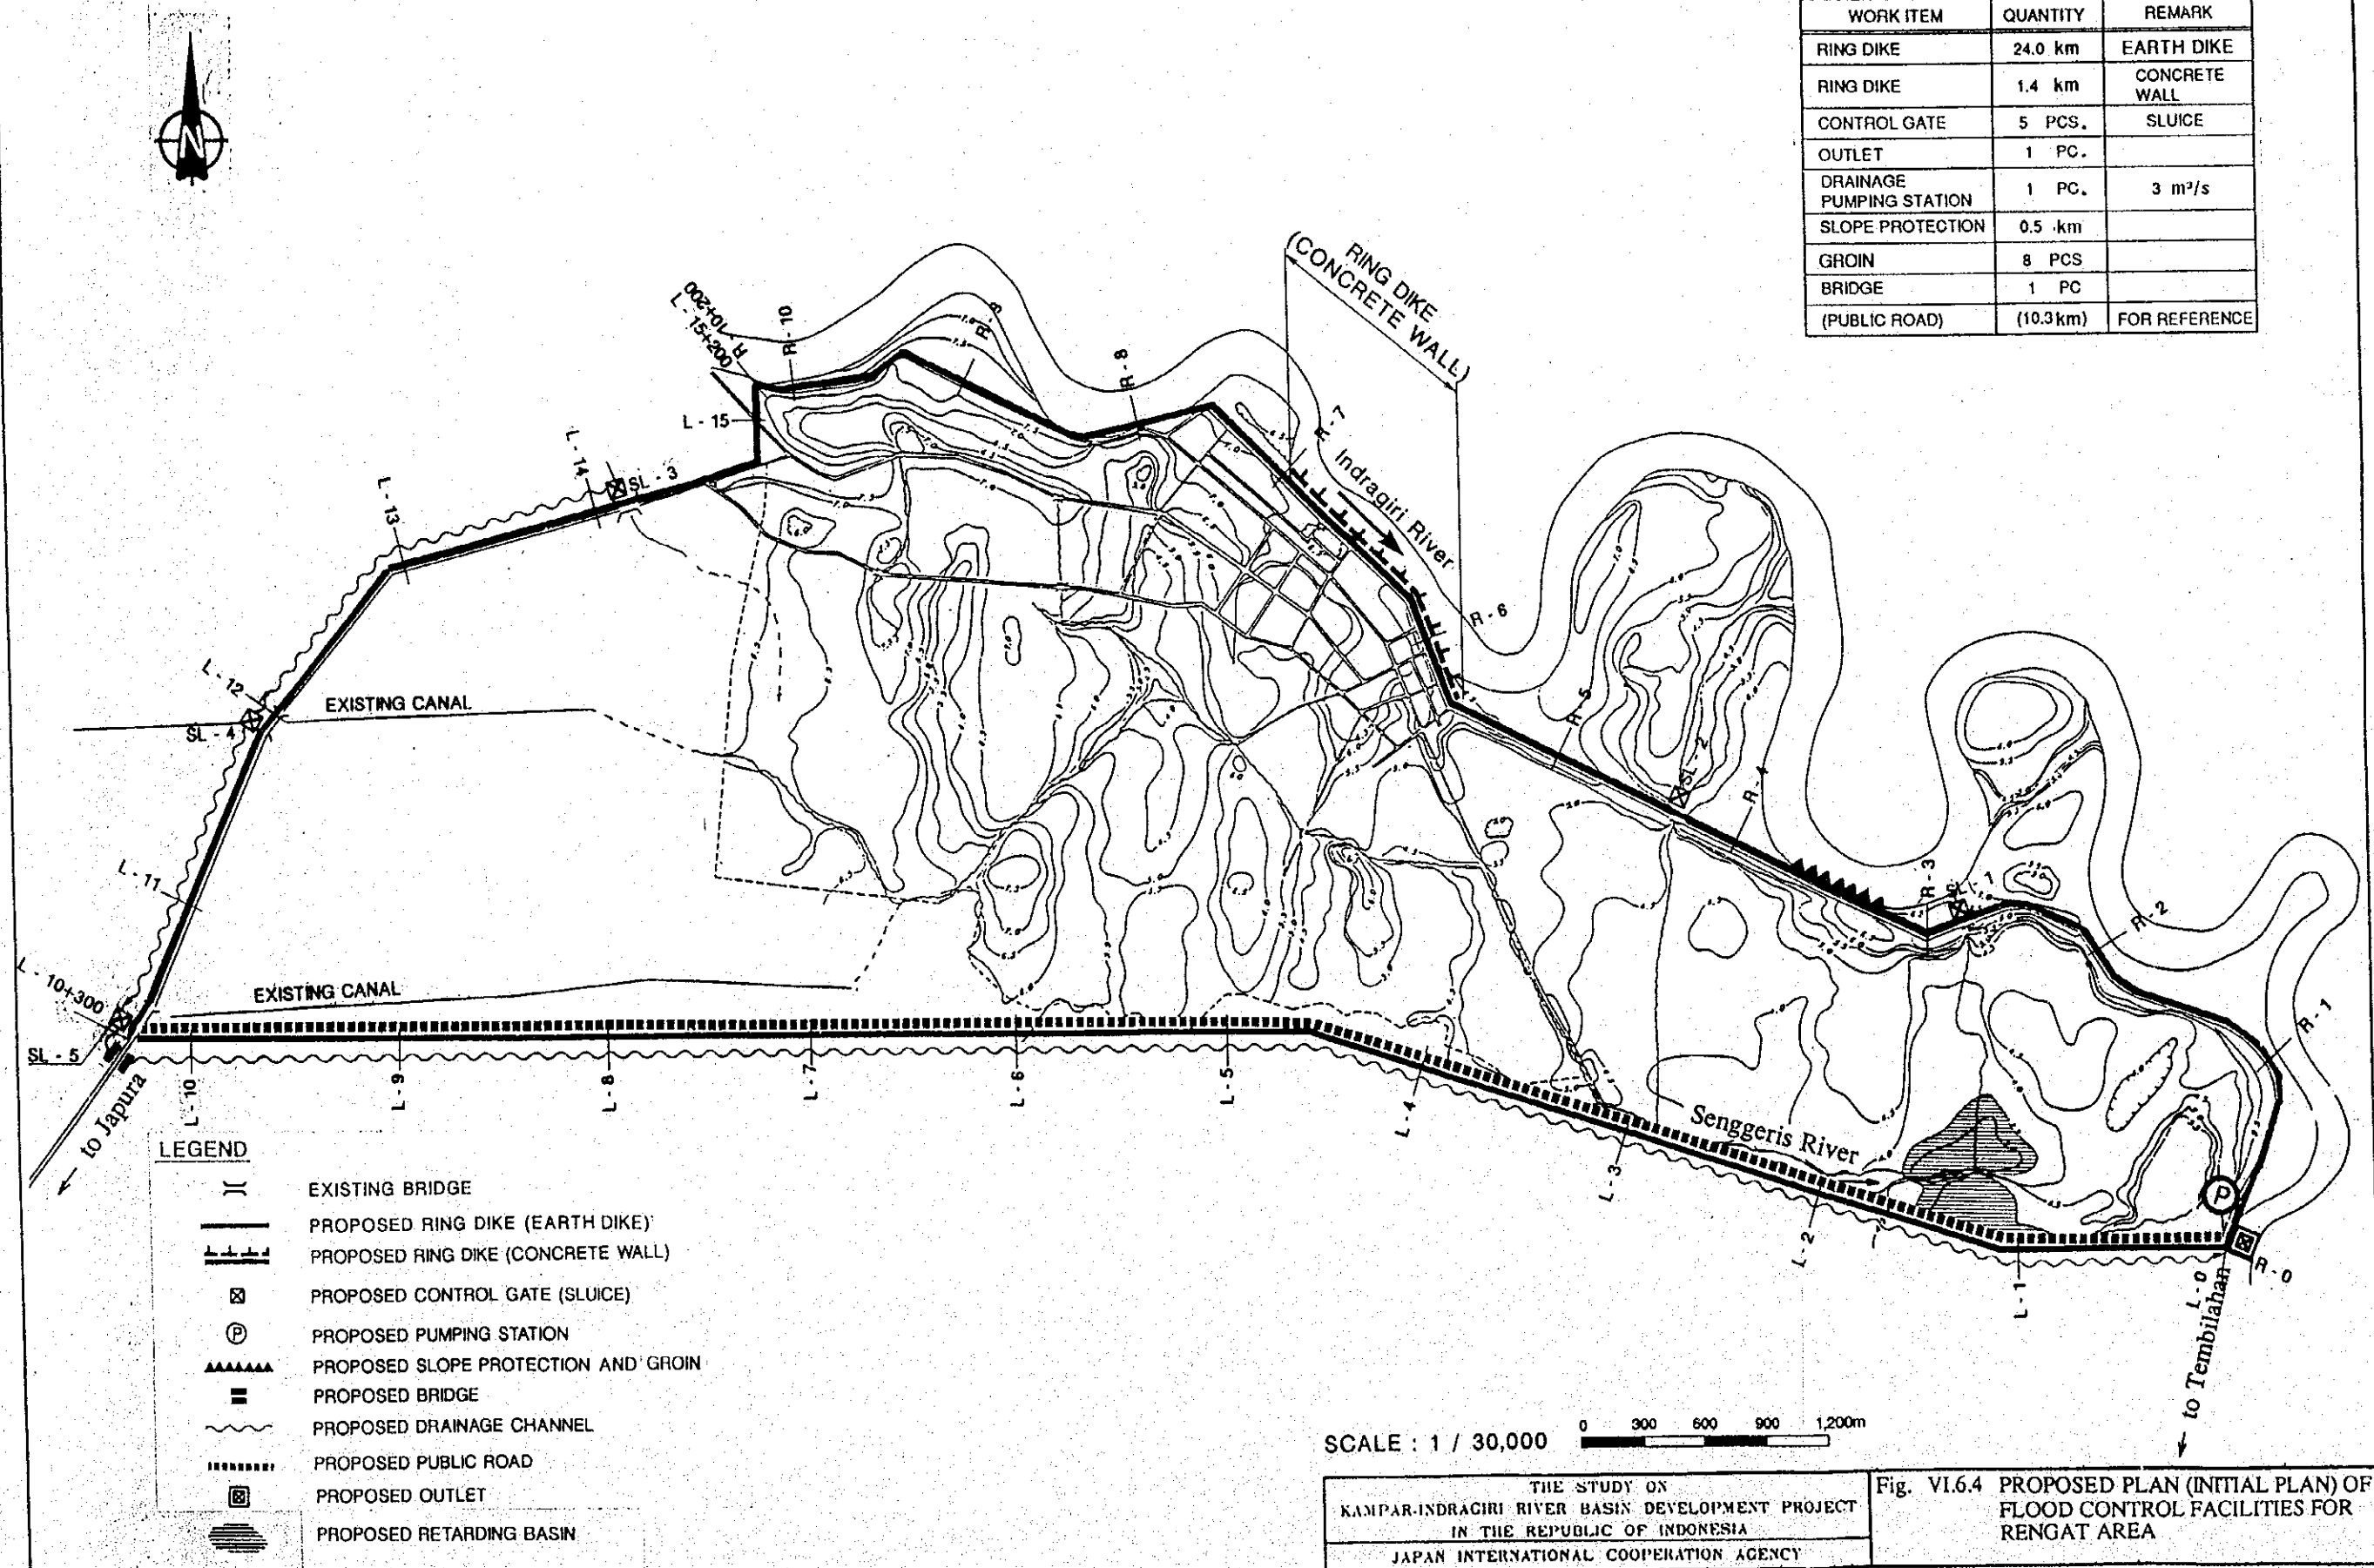 WORK ITEM QUANTITY REMARK
RING DIKE 24.0 km EARTH DIKE
RING DIKE 1.4 km CONCRETE WALL
CONTROL GATE 5 PCS. SLUICE
OUTLET 1 PC.
DRAINAGE PUMPING STATION 1 PC. 3 m³/s
SLOPE PROTECTION 0.5 km
GROIN 8 PCS
BRIDGE 1 PC
(PUBLIC ROAD) (10.3km) FOR REFERENCE
N
RING DIKE
(CONCRETE WALL)
R-10+200
L-15+200
R-10
R-8
R-7
Indragiri River
R-6
R-5
SL-2
R-4
R-3
SL-1
R-2
R-1
R-0
L-15
L-14
SL-3
L-13
L-12
SL-4
EXISTING CANAL
L-11
L-10+300
EXISTING CANAL
SL-5
to Japura
L-10
L-9
L-8
L-7
L-6
L-5
L-4
L-3
L-2
L-1
L-0
Senggeris River
P
to Tembilahan
LEGEND
EXISTING BRIDGE
PROPOSED RING DIKE (EARTH DIKE)
PROPOSED RING DIKE (CONCRETE WALL)
PROPOSED CONTROL GATE (SLUICE)
P PROPOSED PUMPING STATION
PROPOSED SLOPE PROTECTION AND GROIN
PROPOSED BRIDGE
PROPOSED DRAINAGE CHANNEL
PROPOSED PUBLIC ROAD
PROPOSED OUTLET
PROPOSED RETARDING BASIN
SCALE : 1 / 30,000
0 300 600 900 1,200m
THE STUDY ON
KAMPAR-INDRAGIRI RIVER BASIN DEVELOPMENT PROJECT
IN THE REPUBLIC OF INDONESIA
JAPAN INTERNATIONAL COOPERATION AGENCY
Fig. VI.6.4 PROPOSED PLAN (INITIAL PLAN) OF
FLOOD CONTROL FACILITIES FOR
RENGAT AREA